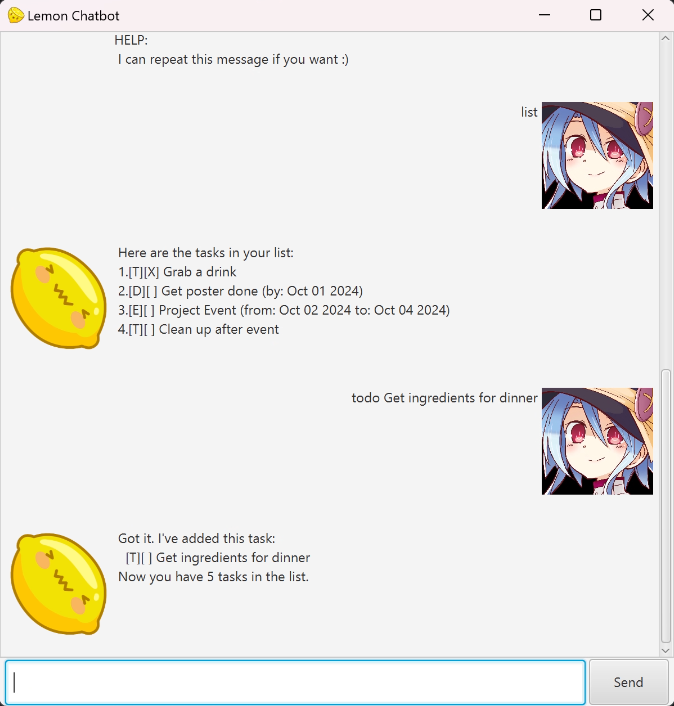 Lemon Chatbot
HELP:
I can repeat this message if you want :)
list
Here are the tasks in your list:
1.[T][X] Grab a drink
2.[D][ ] Get poster done (by: Oct 01 2024)
3.[E][ ] Project Event (from: Oct 02 2024 to: Oct 04 2024)
4.[T][ ] Clean up after event
todo Get ingredients for dinner
Got it. I've added this task:
[T][ ] Get ingredients for dinner
Now you have 5 tasks in the list.
Send